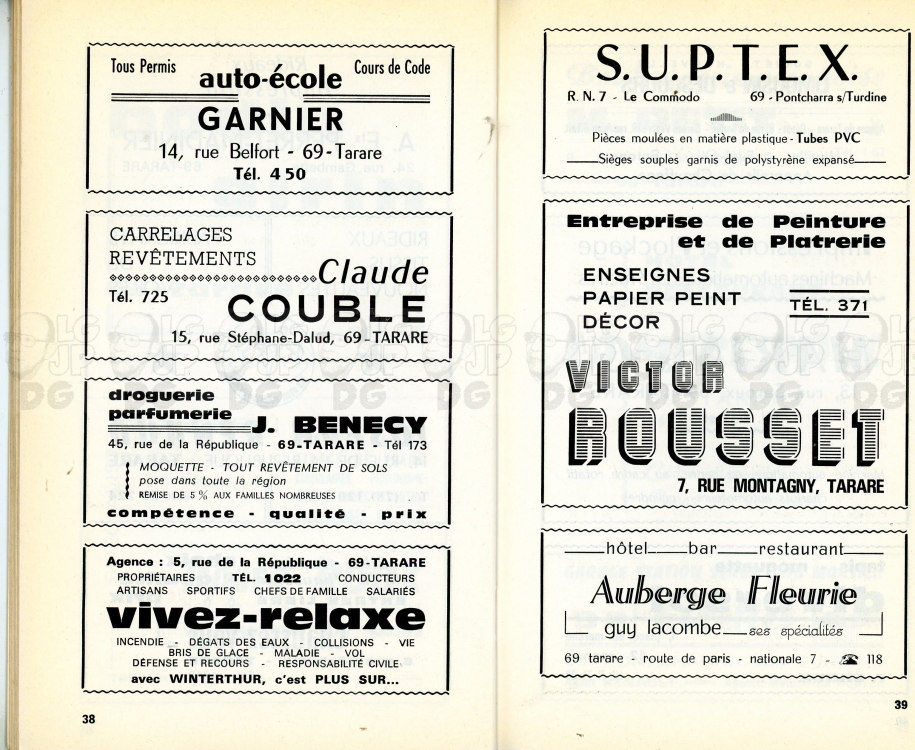 Tous Permis
Cours de Code
auto-école
GARNIER
14, rue Belfort - 69-Tarare
Tél. 4 50
CARRELAGES
REVÊTEMENTS
Claude
Tél. 725
COUBLE
15, rue Stéphane-Dalud, 69-TARARE
droguerie
parfumerie
J. BENECY
45, rue de la République - 69-TARARE - Tél 173
MOQUETTE - TOUT REVÊTEMENT DE SOLS
pose dans toute la région
REMISE DE 5 % AUX FAMILLES NOMBREUSES
compétence - qualité - prix
Agence : 5, rue de la République - 69-TARARE
PROPRIÉTAIRES TÉL. 1022 CONDUCTEURS
ARTISANS SPORTIFS CHEFS DE FAMILLE SALARIÉS
vivez-relaxe
INCENDIE - DÉGATS DES EAUX - COLLISIONS - VIE
BRIS DE GLACE - MALADIE - VOL
DÉFENSE ET RECOURS - RESPONSABILITÉ CIVILE
avec WINTERTHUR, c'est PLUS SUR...
38
S.U.P.T.E.X.
R.N.7 - Le Commodo 69-Pontcharra s/Turdine
Pièces moulées en matière plastique - Tubes PVC
Sièges souples garnis de polystyrène expansé
Entreprise de Peinture
et de Platrerie
ENSEIGNES
PAPIER PEINT
DÉCOR
TÉL. 371
VICTOR
ROUSSET
7, RUE MONTAGNY, TARARE
hôtel bar restaurant
Auberge Fleurie
guy lacombe ses spécialités
69 tarare - route de paris - nationale 7 - ☎ 118
39
LG JP DG